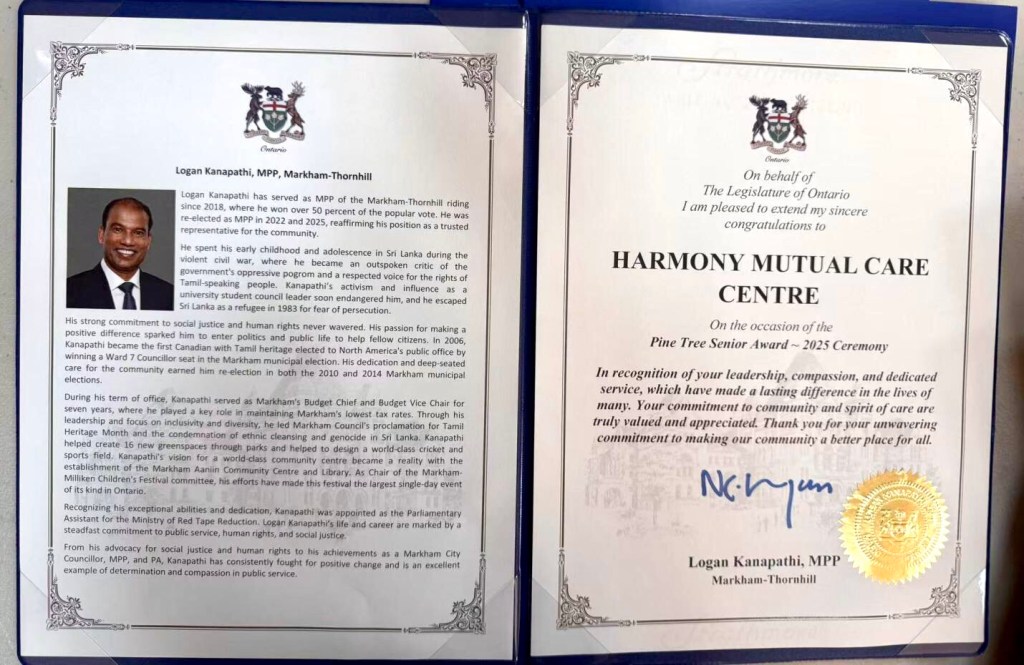 Ontario
Logan Kanapathi, MPP, Markham-Thornhill
Logan Kanapathi has served as MPP of the Markham-Thornhill riding
since 2018, where he won over 50 percent of the popular vote. He was
re-elected as MPP in 2022 and 2025, reaffirming his position as a trusted
representative for the community.
He spent his early childhood and adolescence in Sri Lanka during the
violent civil war, where he became an outspoken critic of the
government's oppressive pogrom and a respected voice for the rights of
Tamil-speaking people. Kanapathi's activism and influence as a
university student council leader soon endangered him, and he escaped
Sri Lanka as a refugee in 1983 for fear of persecution.
His strong commitment to social justice and human rights never wavered. His passion for making a
positive difference sparked him to enter politics and public life to help fellow citizens. In 2006,
Kanapathi became the first Canadian with Tamil heritage elected to North America's public office by
winning a Ward 7 Councillor seat in the Markham municipal election. His dedication and deep-seated
care for the community earned him re-election in both the 2010 and 2014 Markham municipal
elections.
During his term of office, Kanapathi served as Markham's Budget Chief and Budget Vice Chair for
seven years, where he played a key role in maintaining Markham's lowest tax rates. Through his
leadership and focus on inclusivity and diversity, he led Markham Council's proclamation for Tamil
Heritage Month and the condemnation of ethnic cleansing and genocide in Sri Lanka. Kanapathi
helped create 16 new greenspaces through parks and helped to design a world-class cricket and
sports field. Kanapathi's vision for a world-class community centre became a reality with the
establishment of the Markham Aaniin Community Centre and Library. As Chair of the Markham-
Milliken Children's Festival committee, his efforts have made this festival the largest single-day event
of its kind in Ontario.
Recognizing his exceptional abilities and dedication, Kanapathi was appointed as the Parliamentary
Assistant for the Ministry of Red Tape Reduction. Logan Kanapathi's life and career are marked by a
steadfast commitment to public service, human rights, and social justice.
From his advocacy for social justice and human rights to his achievements as a Markham City
Councillor, MPP, and PA, Kanapathi has consistently fought for positive change and is an excellent
example of determination and compassion in public service.
Ontario
On behalf of
The Legislature of Ontario
I am pleased to extend my sincere
congratulations to
HARMONY MUTUAL CARE
CENTRE
On the occasion of the
Pine Tree Senior Award ~ 2025 Ceremony
In recognition of your leadership, compassion, and dedicated
service, which have made a lasting difference in the lives of
many. Your commitment to community and spirit of care are
truly valued and appreciated. Thank you for your unwavering
commitment to making our community a better place for all.
Logan Kanapathi, MPP
Markham-Thornhill